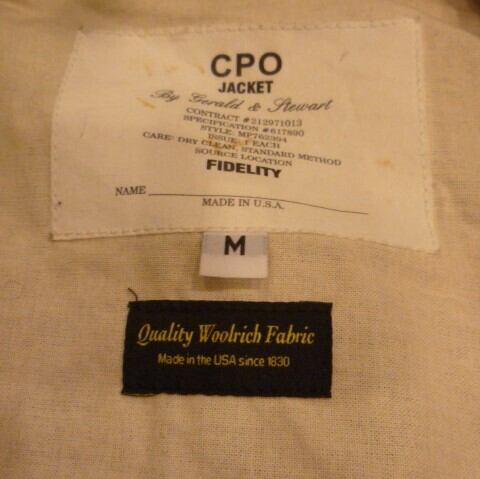 CPO
JACKET
By Gerald & Stewart
CONTRACT #212971013
SPECIFICATION #617890
STYLE: MP762394
ISSUE: 1 EACH
CARE: DRY CLEAN, STANDARD METHOD
SOURCE LOCATION
FIDELITY
NAME
MADE IN U.S.A.
M
Quality Woolrich Fabric
Made in the USA since 1830